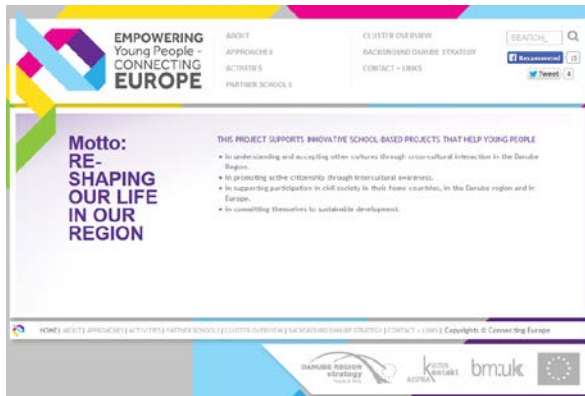 EMPOWERING
Young People -
CONNECTING
EUROPE
ABOUT
APPROACHES
ACTIVITIES
PARTNER SCHOOLS
CLUSTER OVERVIEW
BACKGROUND DANUBE STRATEGY
CONTACT + LINKS
SEARCH_
Recommend 15
Tweet 4
Motto:
RE-
SHAPING
OUR LIFE
IN OUR
REGION
THIS PROJECT SUPPORTS INNOVATIVE SCHOOL-BASED PROJECTS THAT HELP YOUNG PEOPLE
• in understanding and accepting other cultures through cross-cultural interaction in the Danube
Region.
• in promoting active citizenship through intercultural awareness.
• in supporting participation in civil society in their home countries, in the Danube region and in
Europe.
• in committing themselves to sustainable development.
HOME | ABOUT | APPROACHES | ACTIVITIES | PARTNER SCHOOLS | CLUSTER OVERVIEW | BACKGROUND DANUBE STRATEGY | CONTACT + LINKS | Copyrights © Connecting Europe
DANUBE REGION
strategy
kultur
kontakt
AUSTRIA
bm:uk